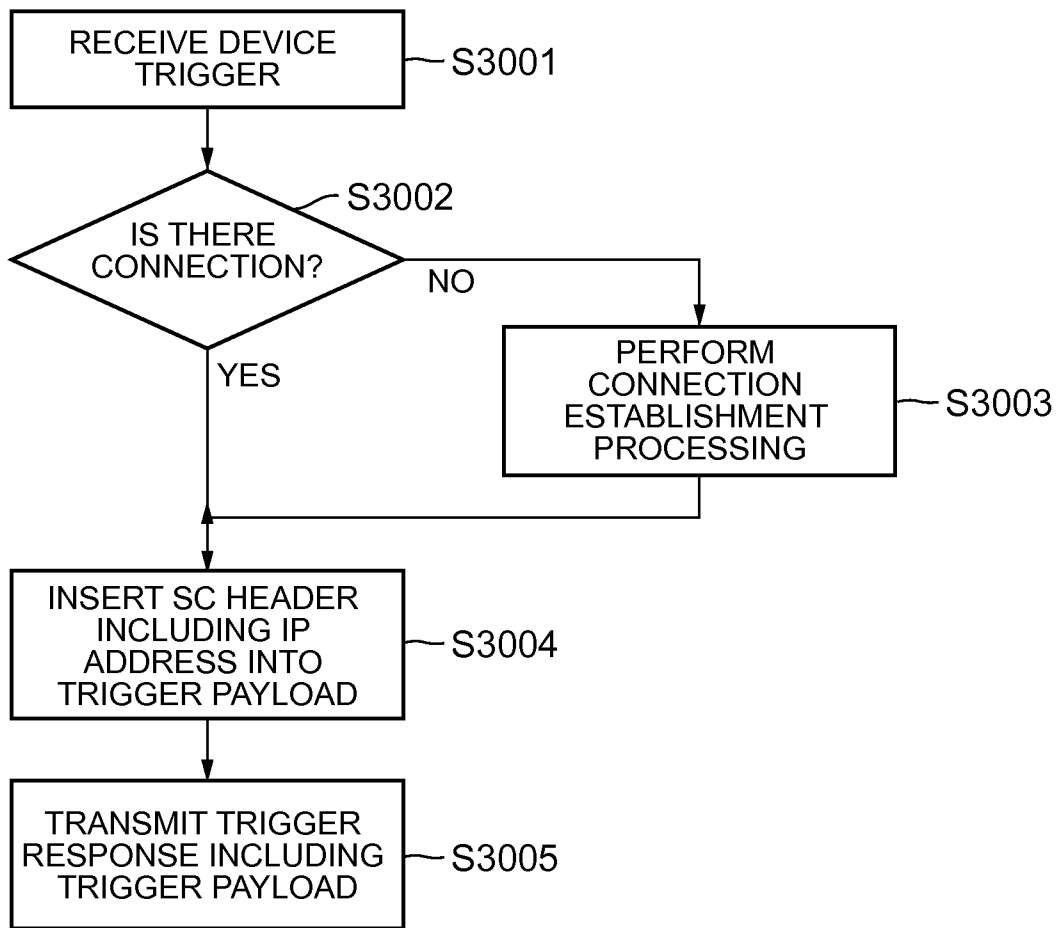 RECEIVE DEVICE
TRIGGER
S3001
S3002
IS THERE
CONNECTION?
NO
YES
PERFORM
CONNECTION
ESTABLISHMENT
PROCESSING
S3003
INSERT SC HEADER
INCLUDING IP
ADDRESS INTO
TRIGGER PAYLOAD
S3004
TRANSMIT TRIGGER
RESPONSE INCLUDING
TRIGGER PAYLOAD
S3005